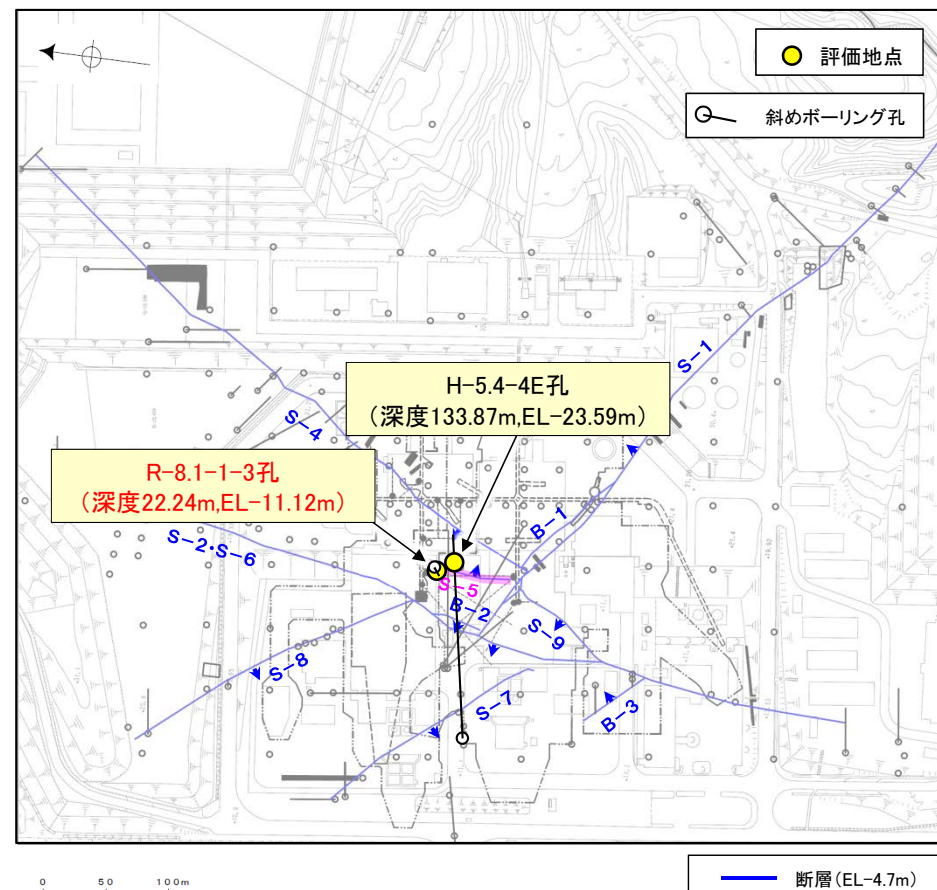 評価地点
斜めボーリング孔
S-1
H-5.4-4E孔
（深度133.87m,EL-23.59m）
S-4
R-8.1-1-3孔
（深度22.24m,EL-11.12m）
B-1
S-2・S-6
S-5
B-2
S-9
S-8
S-7
B-3
0 50 100m
断層(EL-4.7m)